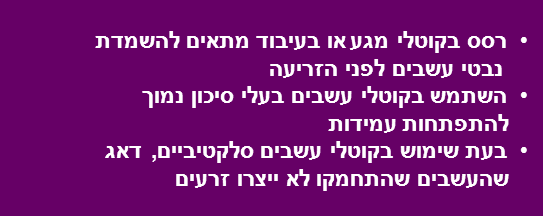 • רסס בקוטלי מגע או בעיבוד מתאים להשמדת
נבטי עשבים לפני הזריעה
• השתמש בקוטלי עשבים בעלי סיכון נמוך
להתפתחות עמידות
• בעת שימוש בקוטלי עשבים סלקטיביים, דאג
שהעשבים שהתחמקו לא ייצרו זרעים